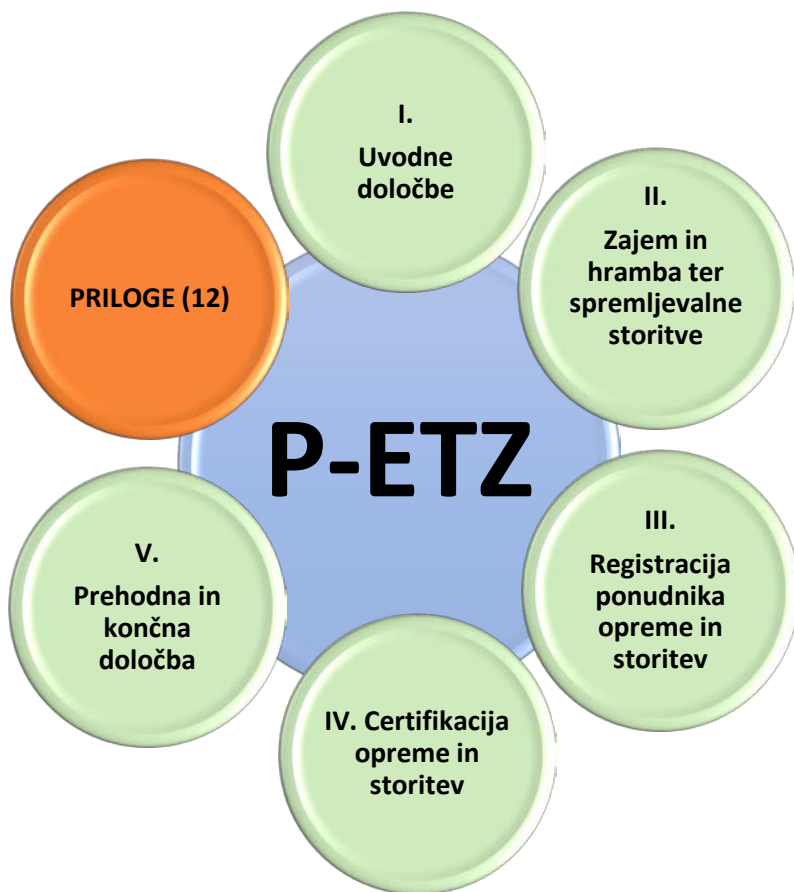 I.
Uvodne
določbe
II.
Zajem in
hramba ter
spremljevalne
storitve
III.
Registracija
ponudnika
opreme in
storitev
IV. Certifikacija
opreme in
storitev
V.
Prehodna in
končna
določba
PRILOGE (12)
P-ETZ